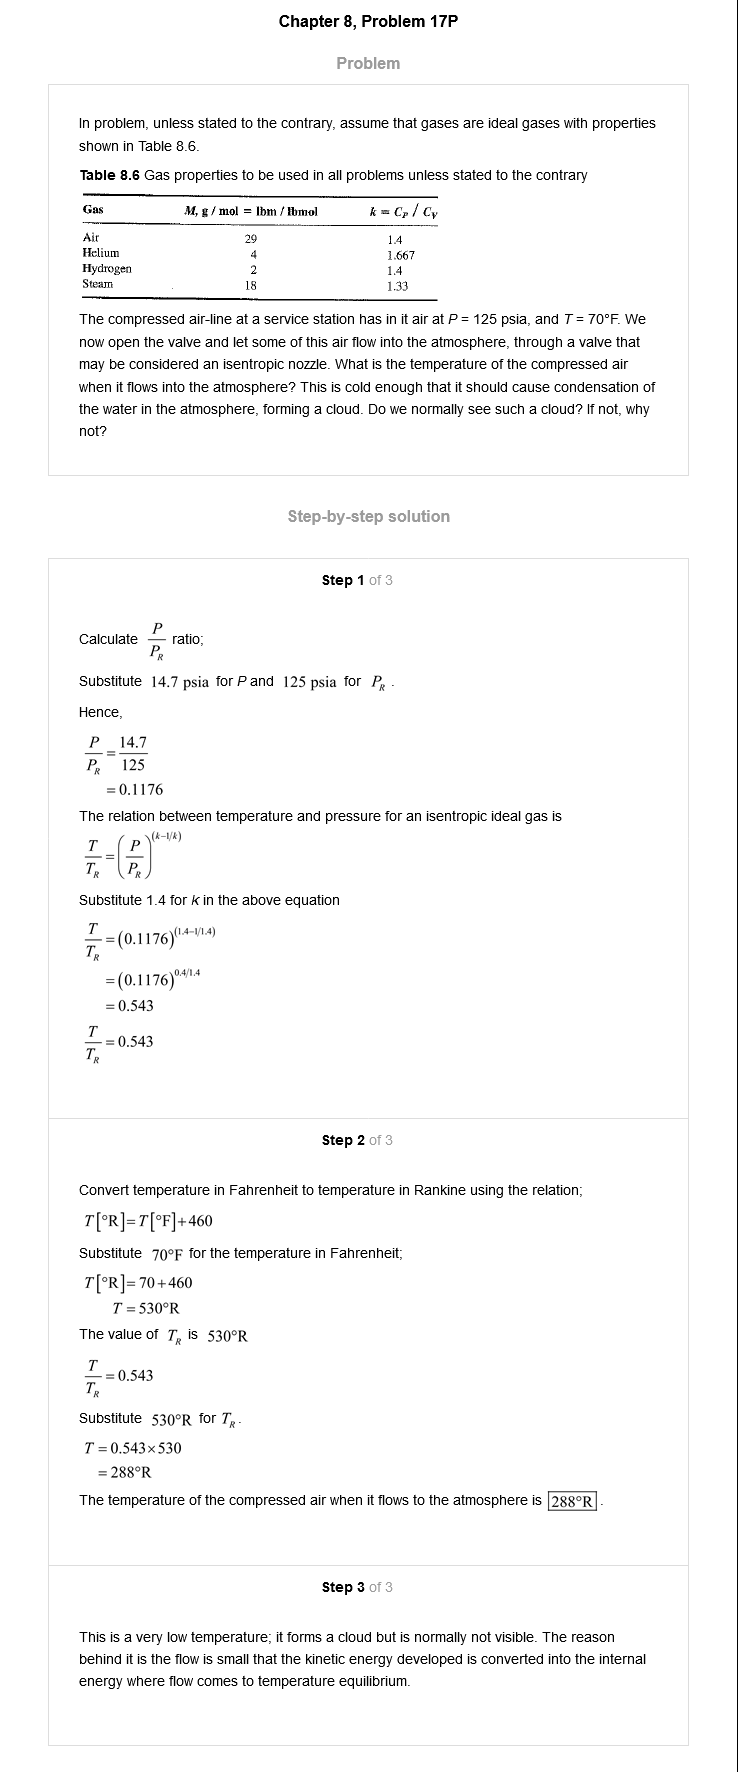 Chapter 8, Problem 17P
Problem
In problem, unless stated to the contrary, assume that gases are ideal gases with properties
shown in Table 8.6.
Table 8.6 Gas properties to be used in all problems unless stated to the contrary
Gas M, g / mol = lbm / lbmol k = C_P / C_V
Air 29 1.4
Helium 4 1.667
Hydrogen 2 1.4
Steam 18 1.33
The compressed air-line at a service station has in it air at P = 125 psia, and T = 70°F. We
now open the valve and let some of this air flow into the atmosphere, through a valve that
may be considered an isentropic nozzle. What is the temperature of the compressed air
when it flows into the atmosphere? This is cold enough that it should cause condensation of
the water in the atmosphere, forming a cloud. Do we normally see such a cloud? If not, why
not?
Step-by-step solution
Step 1 of 3
Calculate P/P_R ratio;
Substitute 14.7 psia for P and 125 psia for P_R .
Hence,
P/P_R = 14.7/125
= 0.1176
The relation between temperature and pressure for an isentropic ideal gas is
T/T_R = (P/P_R)^(k-1/k)
Substitute 1.4 for k in the above equation
T/T_R = (0.1176)^(1.4-1/1.4)
= (0.1176)^0.4/1.4
= 0.543
T/T_R = 0.543
Step 2 of 3
Convert temperature in Fahrenheit to temperature in Rankine using the relation;
T[°R]= T[°F]+460
Substitute 70°F for the temperature in Fahrenheit;
T[°R]= 70+460
T = 530°R
The value of T_R is 530°R
T/T_R = 0.543
Substitute 530°R for T_R .
T = 0.543×530
= 288°R
The temperature of the compressed air when it flows to the atmosphere is 288°R .
Step 3 of 3
This is a very low temperature; it forms a cloud but is normally not visible. The reason
behind it is the flow is small that the kinetic energy developed is converted into the internal
energy where flow comes to temperature equilibrium.